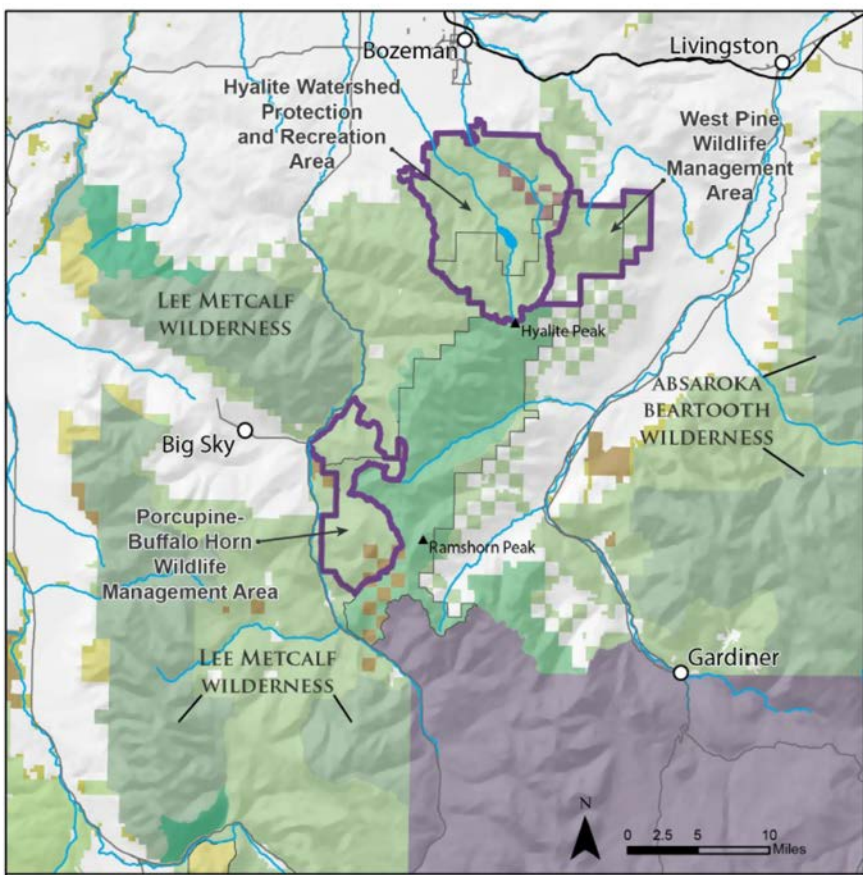 Bozeman
Livingston
Hyalite Watershed
Protection
and Recreation
Area
West Pine
Wildlife
Management
Area
LEE METCALF
WILDERNESS
Hyalite Peak
ABSAROKA
BEARTOOTH
WILDERNESS
Big Sky
Porcupine-
Buffalo Horn
Wildlife
Management Area
Ramshorn Peak
LEE METCALF
WILDERNESS
Gardiner
N
0 2.5 5 10
Miles